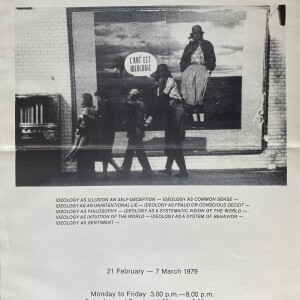 L'ART EST
IDEOLOGIE
IDEOLOGY AS ILLUSION AN SELF-DECEPTION — IDEOLOGY AS COMMON SENSE —
IDEOLOGY AS AN UNINTENTIONAL LIE — IDEOLOGY AS FRAUD OR CONSCIOUS DECEIT —
IDEOLOGY AS PHILOSOPHY — IDEOLOGY AS A SYSTEMATIC VISION OF THE WORLD —
IDEOLOGY AS INTUITION OF THE WORLD — IDEOLOGY AS A SYSTEM OF BEHAVIOR —
IDEOLOGY AS SENTIMENT —
21 February — 7 March 1979
Monday to Friday 3.00 p.m.—8.00 p.m.